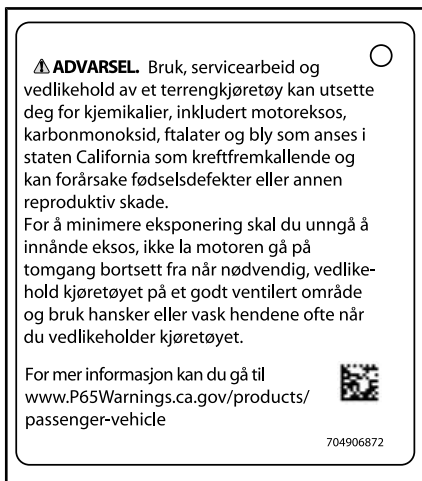 ⚠ ADVARSEL. Bruk, servicearbeid og
vedlikehold av et terrengkjøretøy kan utsette
deg for kjemikalier, inkludert motoreksos,
karbonmonoksid, ftalater og bly som anses i
staten California som kreftfremkallende og
kan forårsake fødselsdefekter eller annen
reproduktiv skade.
For å minimere eksponering skal du unngå å
innånde eksos, ikke la motoren gå på
tomgang bortsett fra når nødvendig, vedlike-
hold kjøretøyet på et godt ventilert område
og bruk hansker eller vask hendene ofte når
du vedlikeholder kjøretøyet.
For mer informasjon kan du gå til
www.P65Warnings.ca.gov/products/
passenger-vehicle
704906872